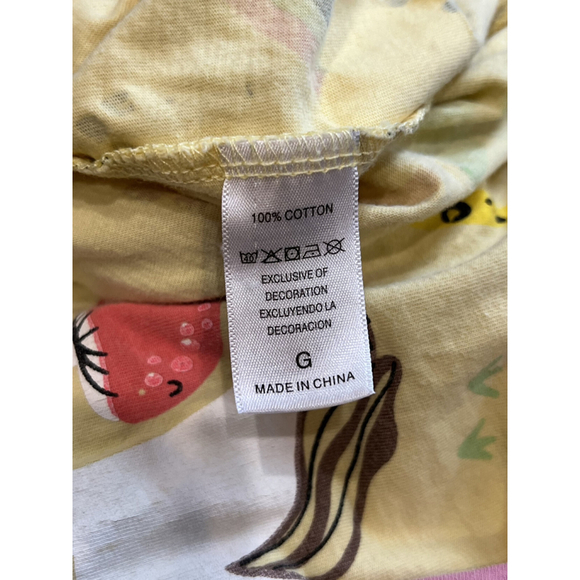 100% COTTON
EXCLUSIVE OF
DECORATION
EXCLUYENDO LA
DECORACION
G
MADE IN CHINA